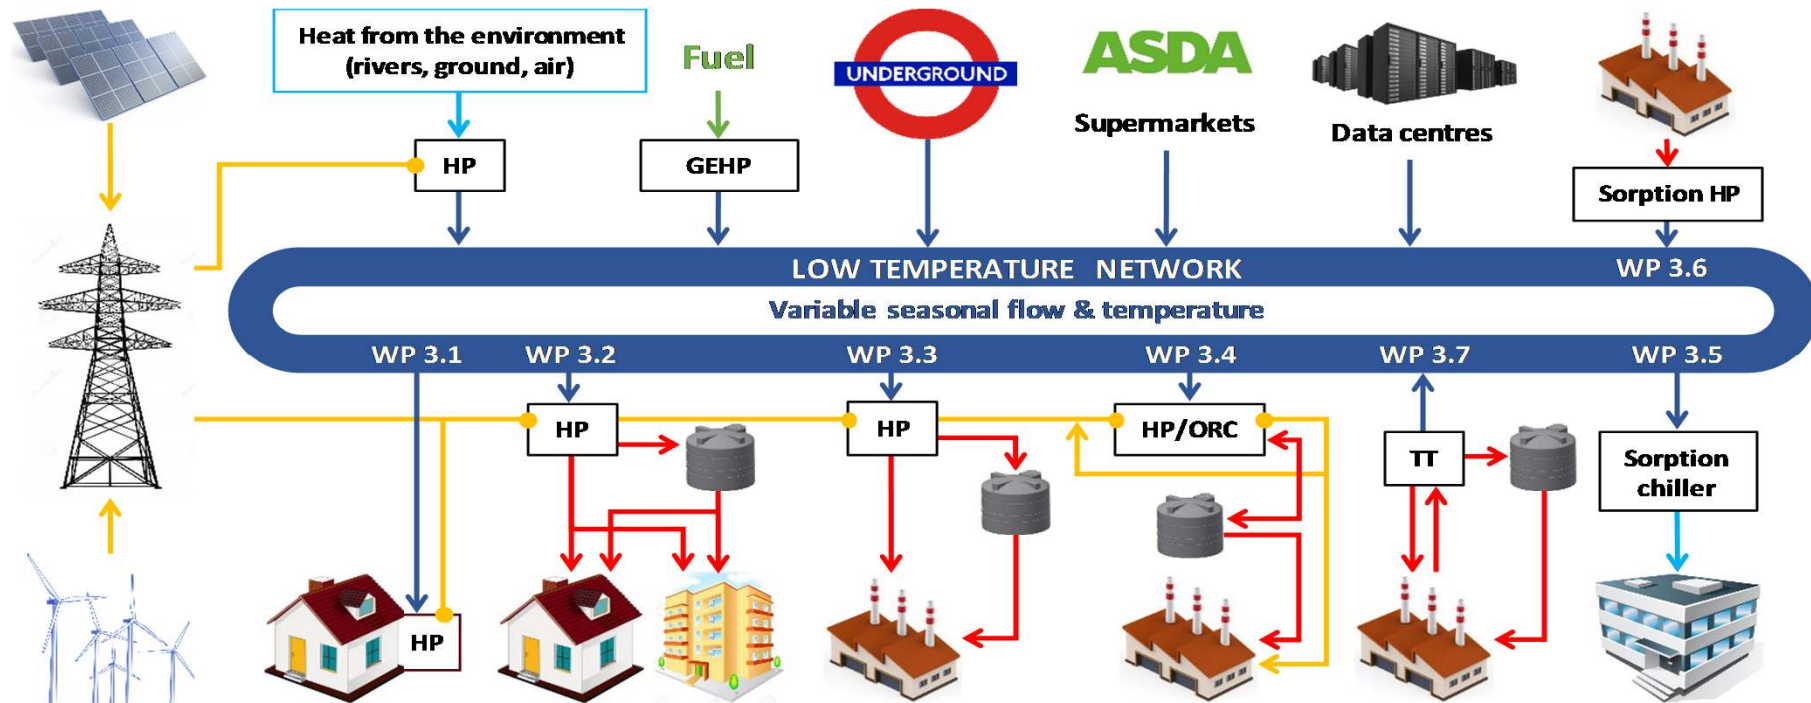 Heat from the environment
(rivers, ground, air)
Fuel
UNDERGROUND
ASDA
Supermarkets
Data centres
HP
GEHP
Sorption HP
LOW TEMPERATURE NETWORK
WP 3.6
Variable seasonal flow & temperature
WP 3.1
WP 3.2
WP 3.3
WP 3.4
WP 3.7
WP 3.5
HP
HP
HP/ORC
TT
Sorption
chiller
HP